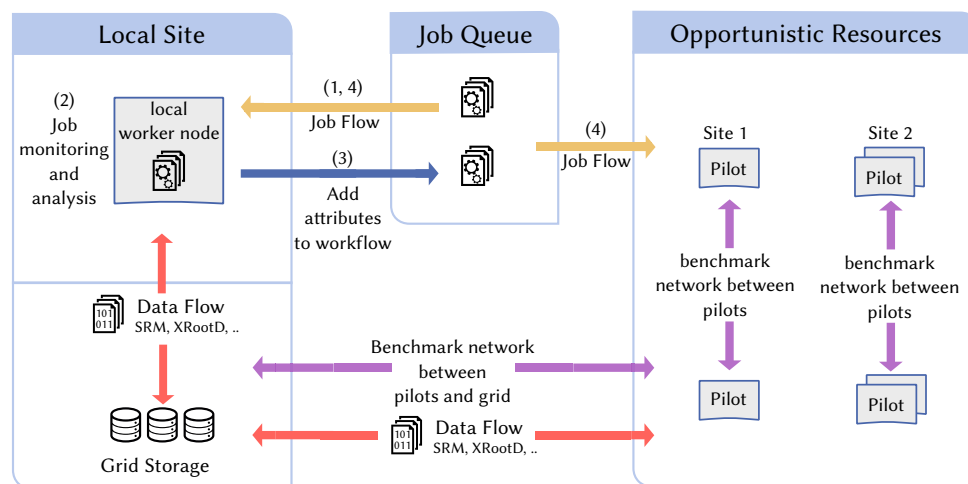 Local Site
Job Queue
Opportunistic Resources
(2)
Job
monitoring
and
analysis
local
worker node
(1, 4)
Job Flow
(3)
Add
attributes
to workflow
(4)
Job Flow
Site 1
Pilot
Site 2
Pilot
benchmark
network between
pilots
benchmark
network between
pilots
101
011
Data Flow
SRM, XRootD, ..
Benchmark network
between
pilots and grid
Pilot
Pilot
101
011
Data Flow
SRM, XRootD, ..
Grid Storage